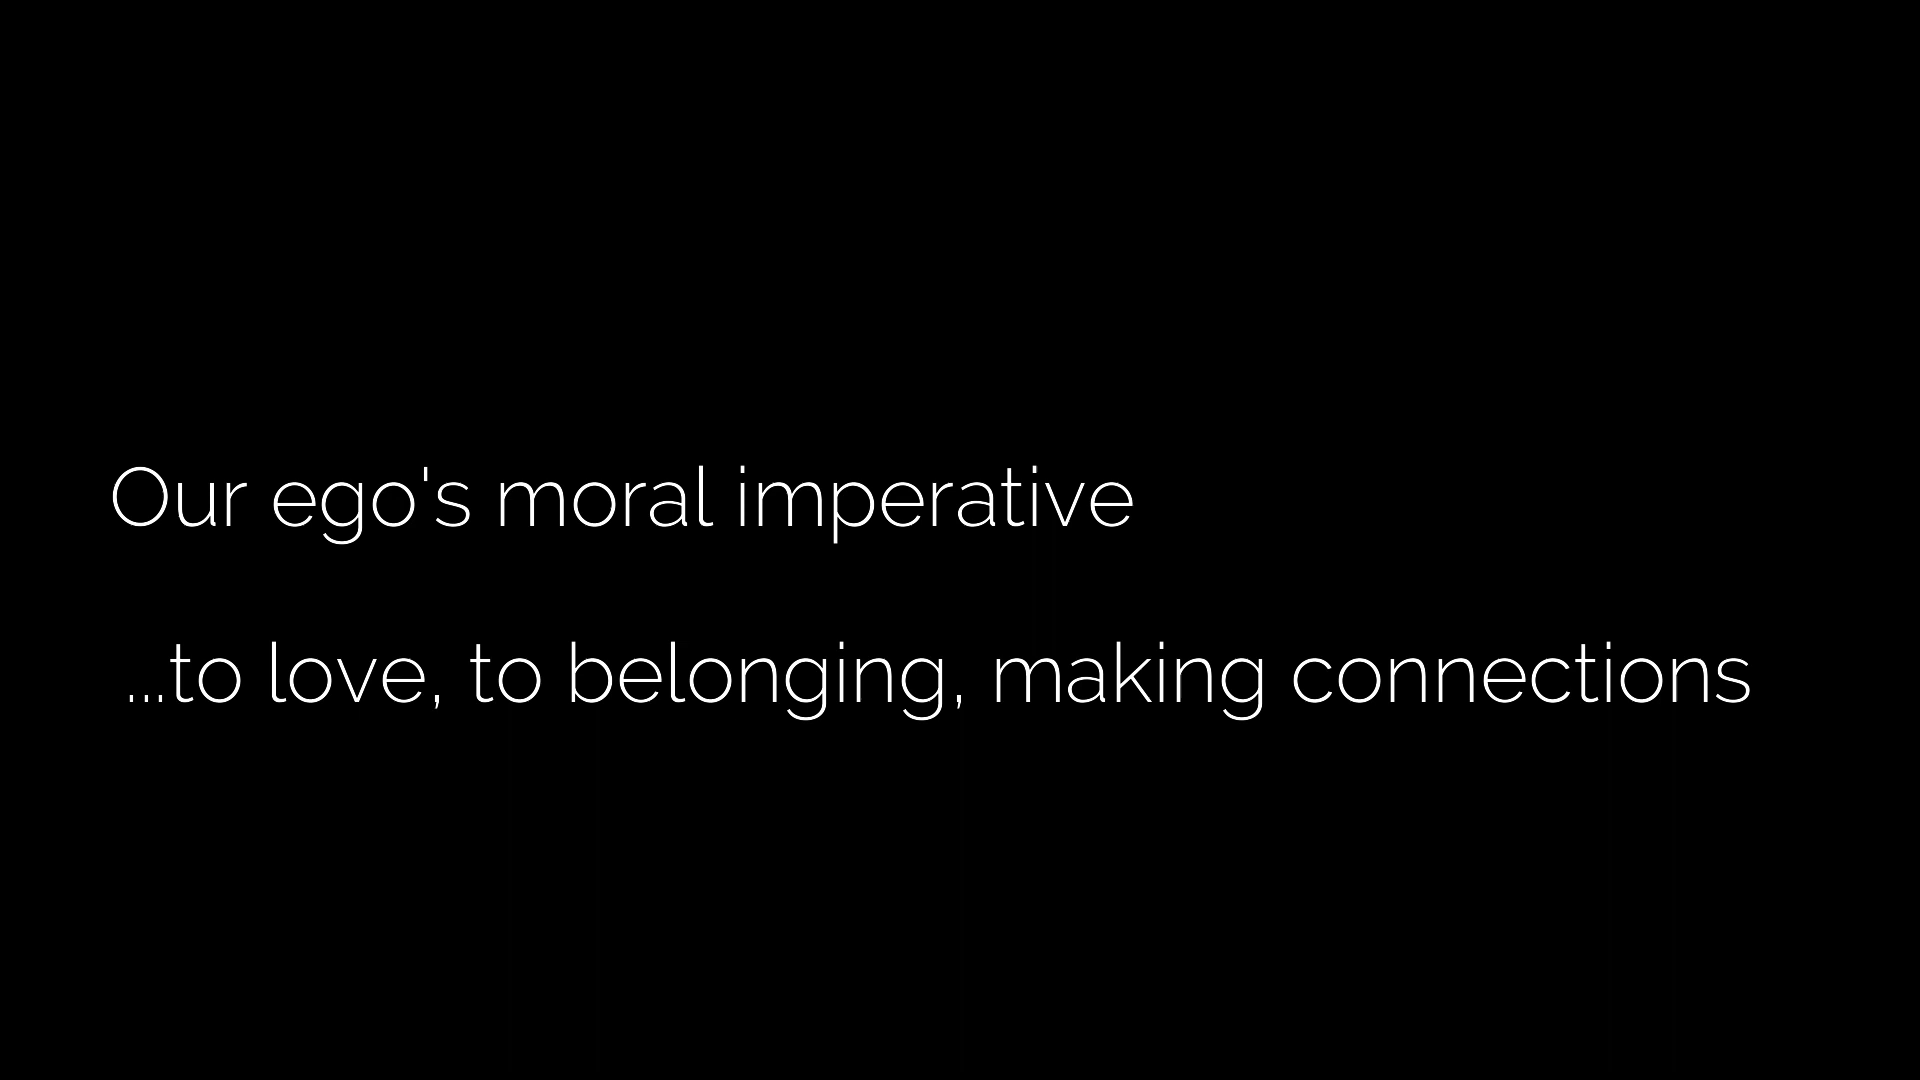 Our ego's moral imperative
...to love, to belonging, making connections